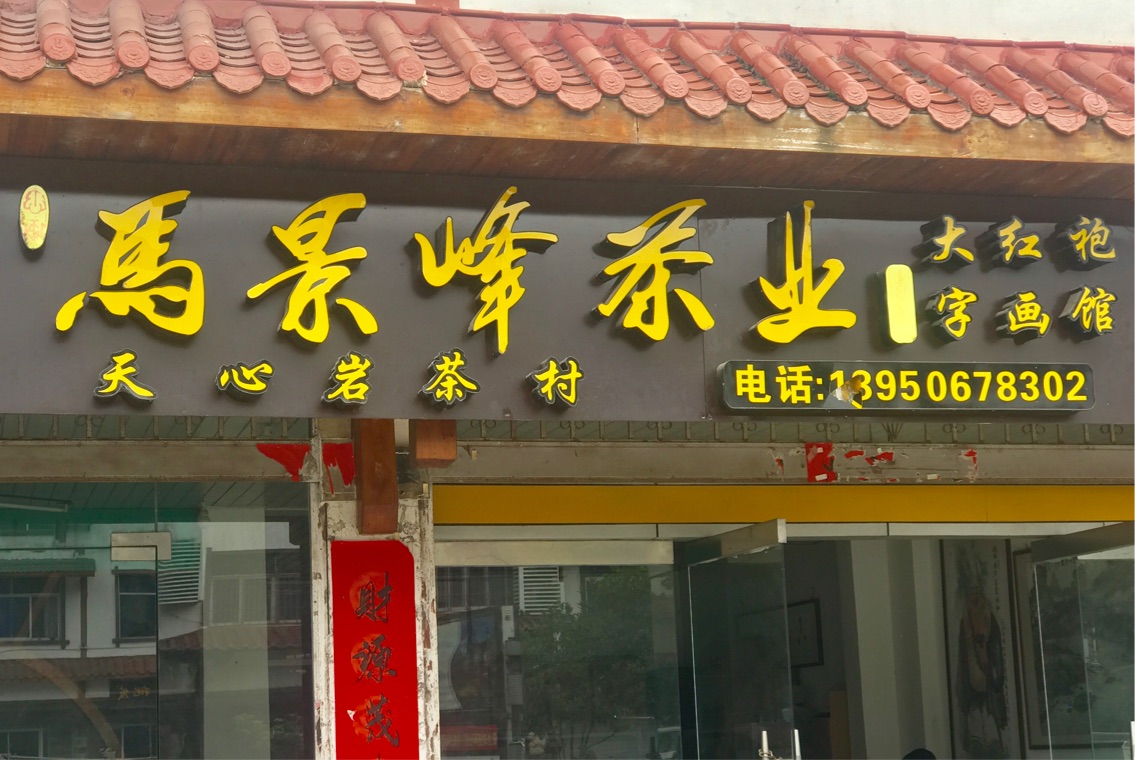 馬景峰茶业
大红袍
字画馆
天心岩茶村
电话:13950678302
财源茂